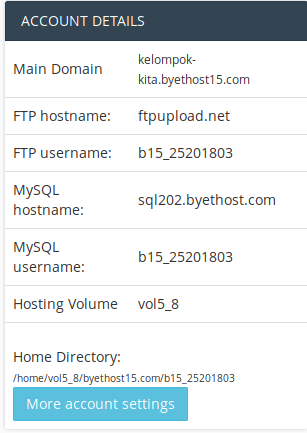 ACCOUNT DETAILS
Main Domain kelompok-
kita.byethost15.com
FTP hostname: ftpupload.net
FTP username: b15_25201803
MySQL
hostname: sql202.byethost.com
MySQL
username: b15_25201803
Hosting Volume vol5_8
Home Directory:
/home/vol5_8/byethost15.com/b15_25201803
More account settings